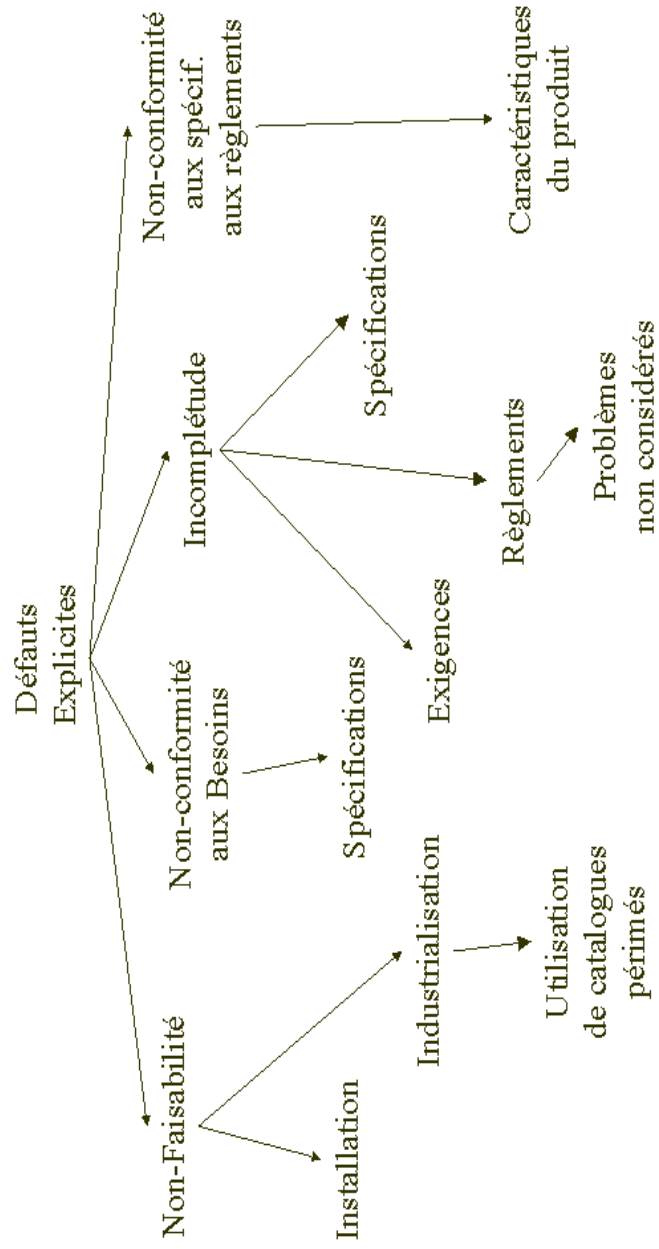 Défauts
Explicites
Non-Faisabilité
Non-conformité
aux Besoins
Incomplétude
Non-conformité
aux spécif.
aux règlements
Installation
Industrialisation
Spécifications
Exigences
Règlements
Spécifications
Caractéristiques
du produit
Utilisation
de catalogues
périmés
Problèmes
non considérés